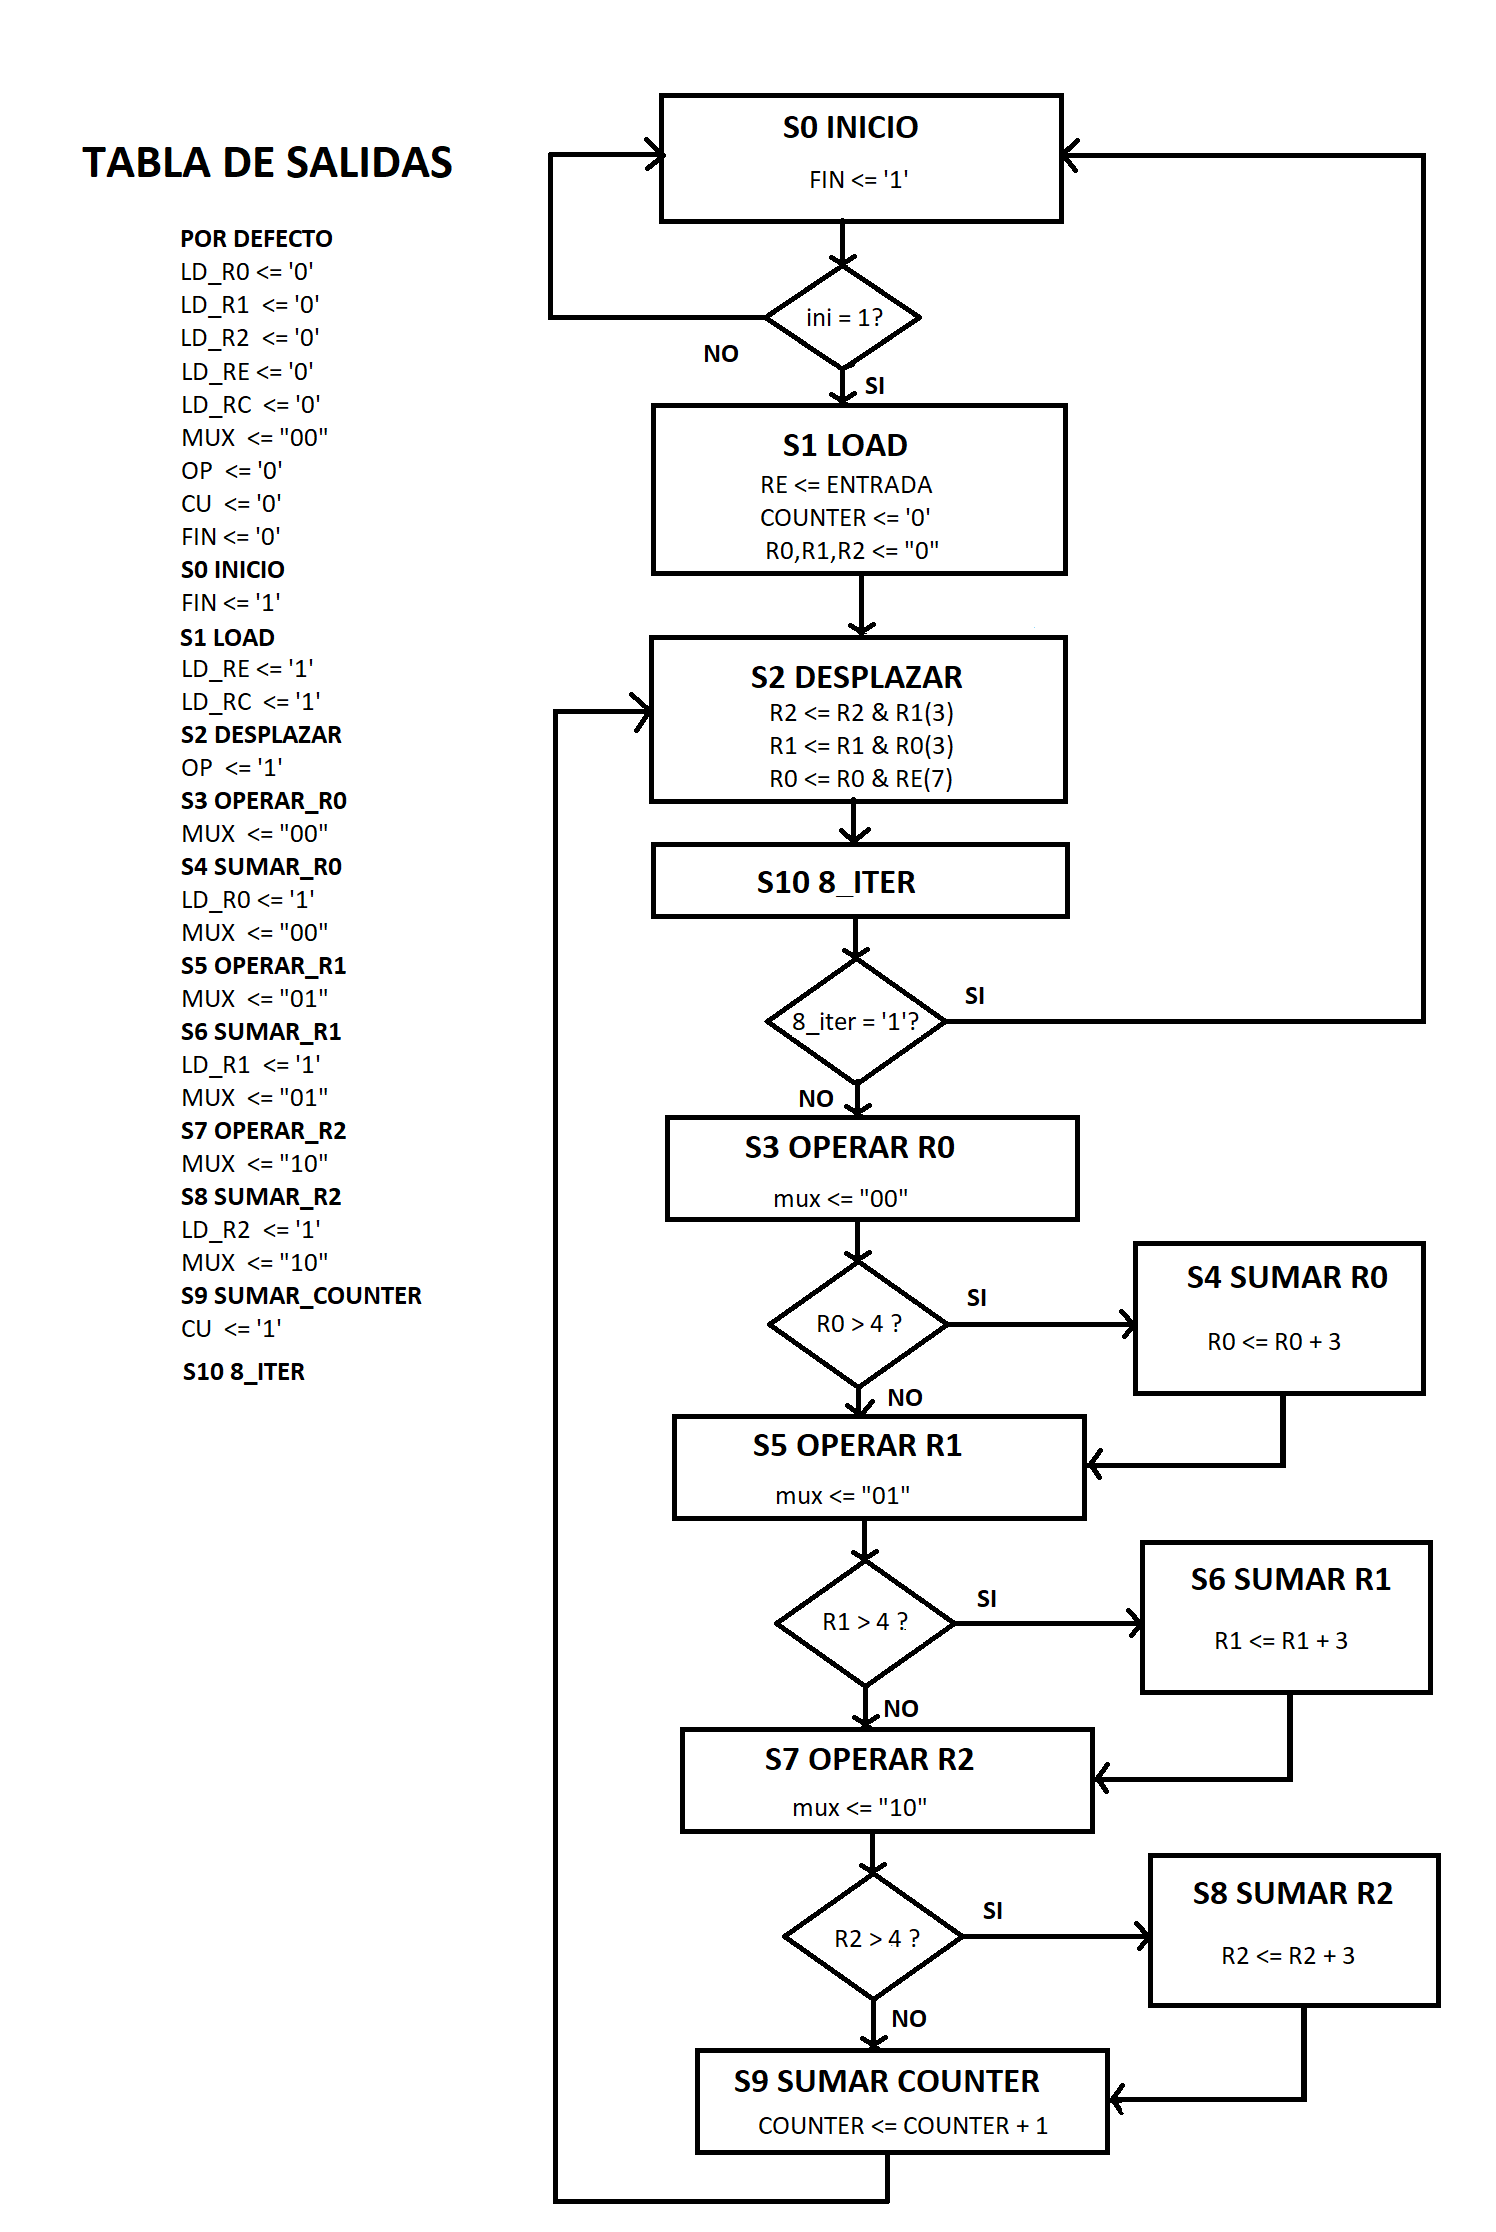 TABLA DE SALIDAS
POR DEFECTO
LD_R0 <= '0'
LD_R1 <= '0'
LD_R2 <= '0'
LD_RE <= '0'
LD_RC <= '0'
MUX <= "00"
OP <= '0'
CU <= '0'
FIN <= '0'
S0 INICIO
FIN <= '1'
S1 LOAD
LD_RE <= '1'
LD_RC <= '1'
S2 DESPLAZAR
OP <= '1'
S3 OPERAR_R0
MUX <= "00"
S4 SUMAR_R0
LD_R0 <= '1'
MUX <= "00"
S5 OPERAR_R1
MUX <= "01"
S6 SUMAR_R1
LD_R1 <= '1'
MUX <= "01"
S7 OPERAR_R2
MUX <= "10"
S8 SUMAR_R2
LD_R2 <= '1'
MUX <= "10"
S9 SUMAR_COUNTER
CU <= '1'
S10 8_ITER
S0 INICIO
FIN <= '1'
ini = 1?
NO
SI
S1 LOAD
RE <= ENTRADA
COUNTER <= '0'
R0,R1,R2 <= "0"
S2 DESPLAZAR
R2 <= R2 & R1(3)
R1 <= R1 & R0(3)
R0 <= R0 & RE(7)
S10 8_ITER
8_iter = '1'?
SI
NO
S3 OPERAR R0
mux <= "00"
R0 > 4 ?
SI
S4 SUMAR R0
R0 <= R0 + 3
NO
S5 OPERAR R1
mux <= "01"
R1 > 4 ?
SI
S6 SUMAR R1
R1 <= R1 + 3
NO
S7 OPERAR R2
mux <= "10"
R2 > 4 ?
SI
S8 SUMAR R2
R2 <= R2 + 3
NO
S9 SUMAR COUNTER
COUNTER <= COUNTER + 1